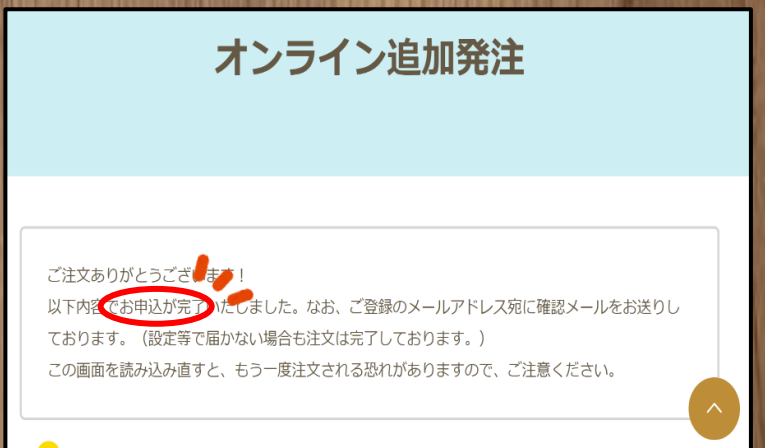 オンライン追加発注
ご注文ありがとうございます!
以下内容でお申込が完了いたしました。なお、ご登録のメールアドレス宛に確認メールをお送りし
ております。(設定等で届かない場合も注文は完了しております。)
この画面を読み込み直すと、もう一度注文される恐れがありますので、ご注意ください。